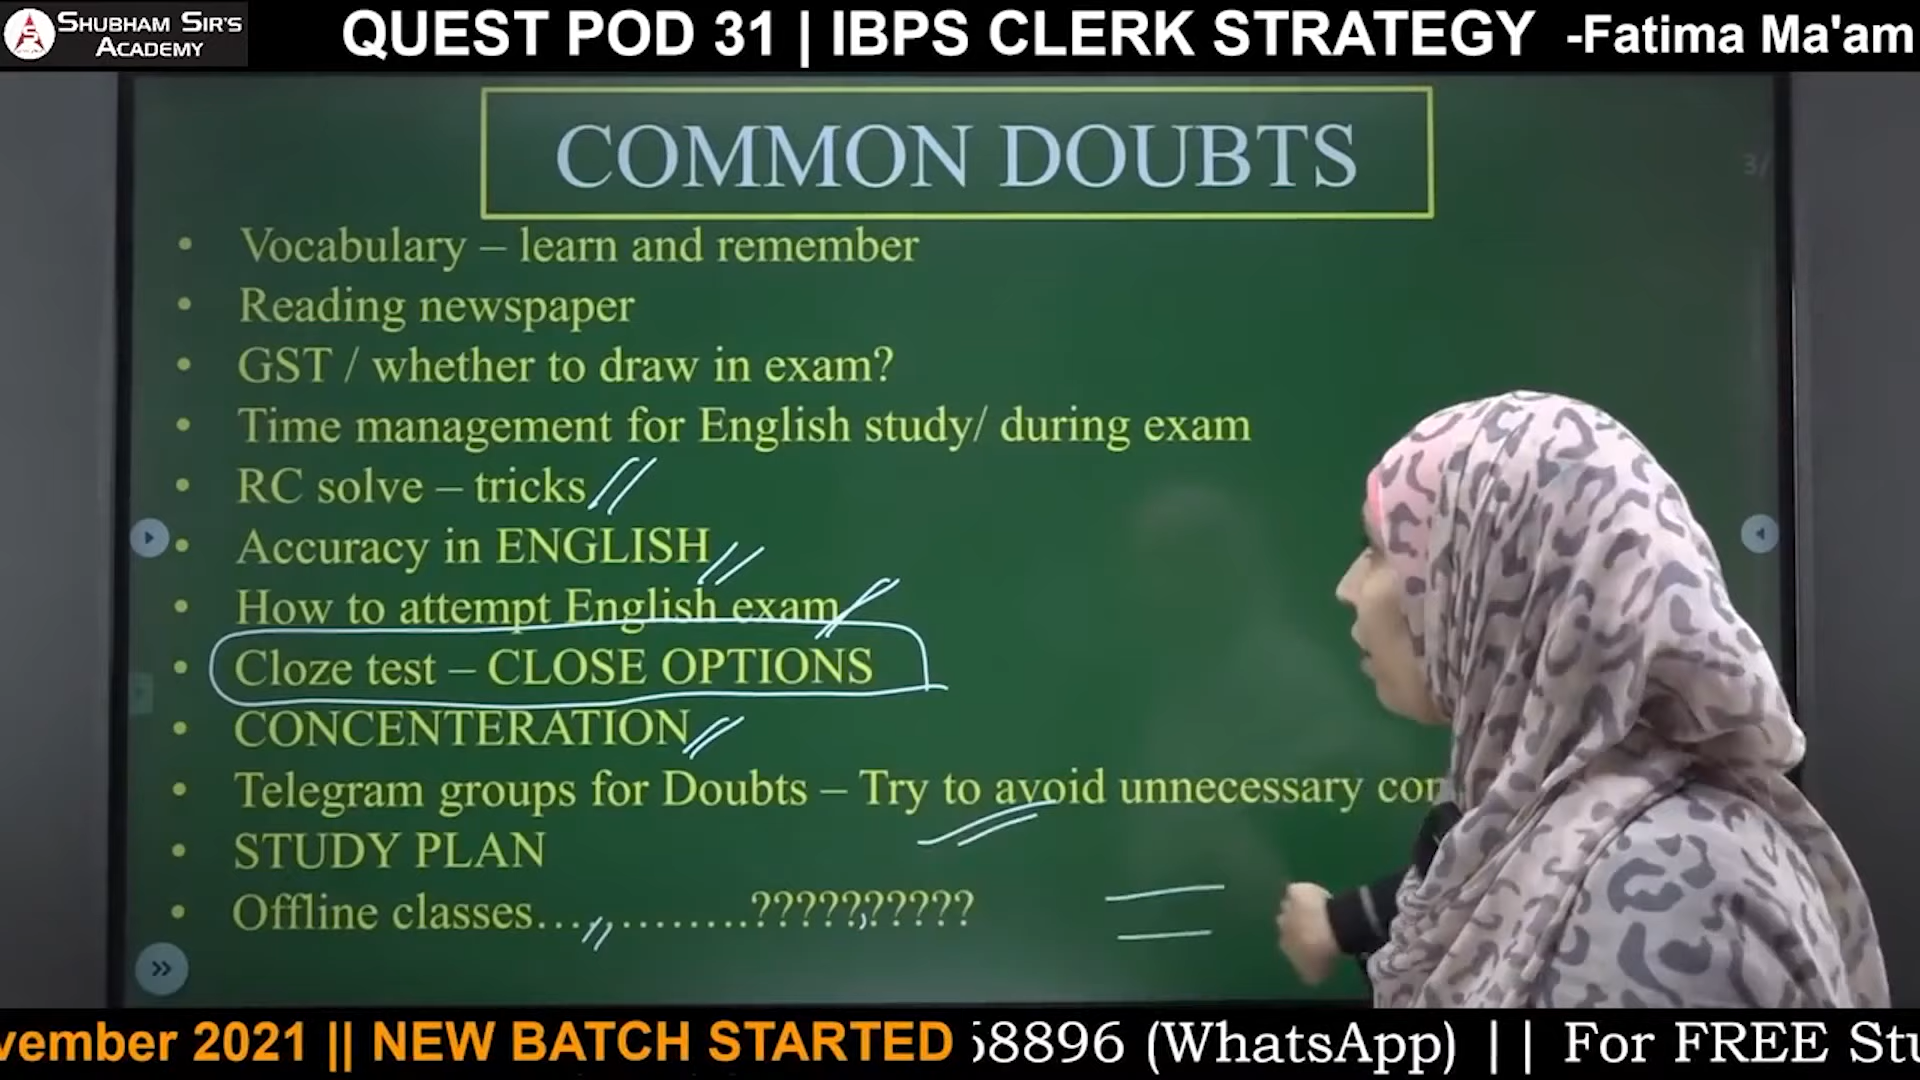 SHUBHAM SIR'S
ACADEMY
QUEST POD 31 | IBPS CLERK STRATEGY -Fatima Ma'am
COMMON DOUBTS
3/
• Vocabulary – learn and remember
• Reading newspaper
• GST / whether to draw in exam?
• Time management for English study/ during exam
• RC solve – tricks
• Accuracy in ENGLISH
• How to attempt English exam
• Cloze test – CLOSE OPTIONS
• CONCENTERATION
• Telegram groups for Doubts – Try to avoid unnecessary
• STUDY PLAN
• Offline classes.............??????????
vember 2021 || NEW BATCH STARTED 58896 (WhatsApp) || For FREE Stu